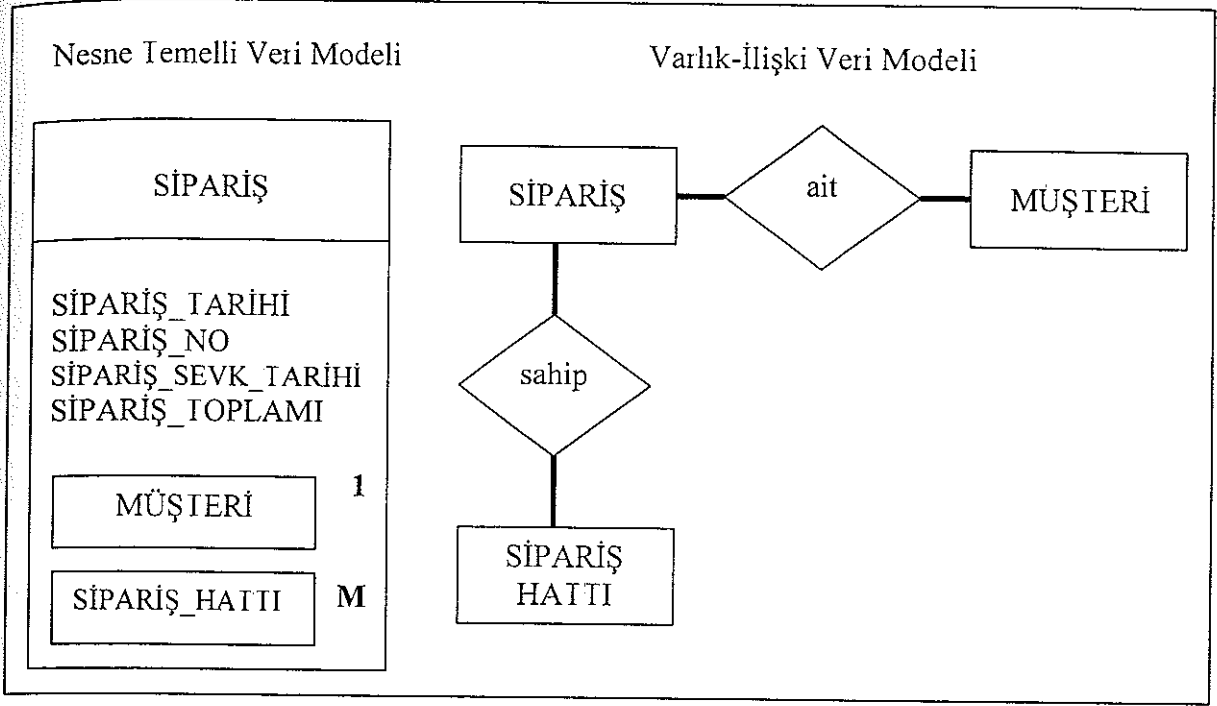 Nesne Temelli Veri Modeli
Varlık-İlişki Veri Modeli
SİPARİŞ
SİPARİŞ_TARİHİ
SİPARİŞ_NO
SİPARİŞ_SEVK_TARİHİ
SİPARİŞ_TOPLAMI
MÜŞTERİ
1
SİPARİŞ_HATTI
M
SİPARİŞ
ait
MÜŞTERİ
sahip
SİPARİŞ
HATTI